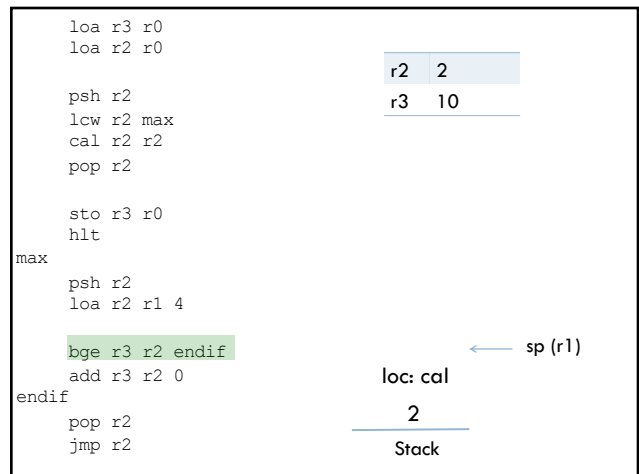 loa r3 r0
loa r2 r0
psh r2
lcw r2 max
cal r2 r2
pop r2
sto r3 r0
hlt
max
psh r2
loa r2 r1 4
bge r3 r2 endif
add r3 r2 0
endif
pop r2
jmp r2
r2 2
r3 10
sp (r1)
loc: cal
2
Stack